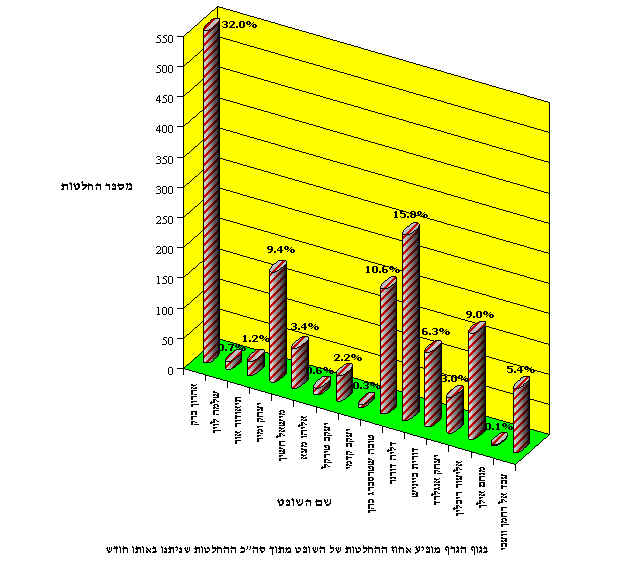 550
500
450
400
350
300
250
200
150
100
50
0
מספר החלטות
32.0%
0.7%
1.2%
9.4%
3.4%
0.6%
2.2%
0.3%
10.6%
15.8%
6.3%
3.0%
9.0%
0.1%
5.4%
אהרון ברק
שלמה לוין
תיאודור אור
יצחק זמיר
מישאל חשין
אליהו מצא
יעקב טירקל
יעקב קדמי
טובה שטרסברג כהן
דליה דורנר
דורית ביניש
יצחק אנגלרד
אליעזר ריבלין
מנחם אילון
עבד אל רחמן זועבי
שם השופט
בגוף הגרף מופיע אחוז ההחלטות של השופט מתוך סה"כ ההחלטות שניתנו באותו חודש